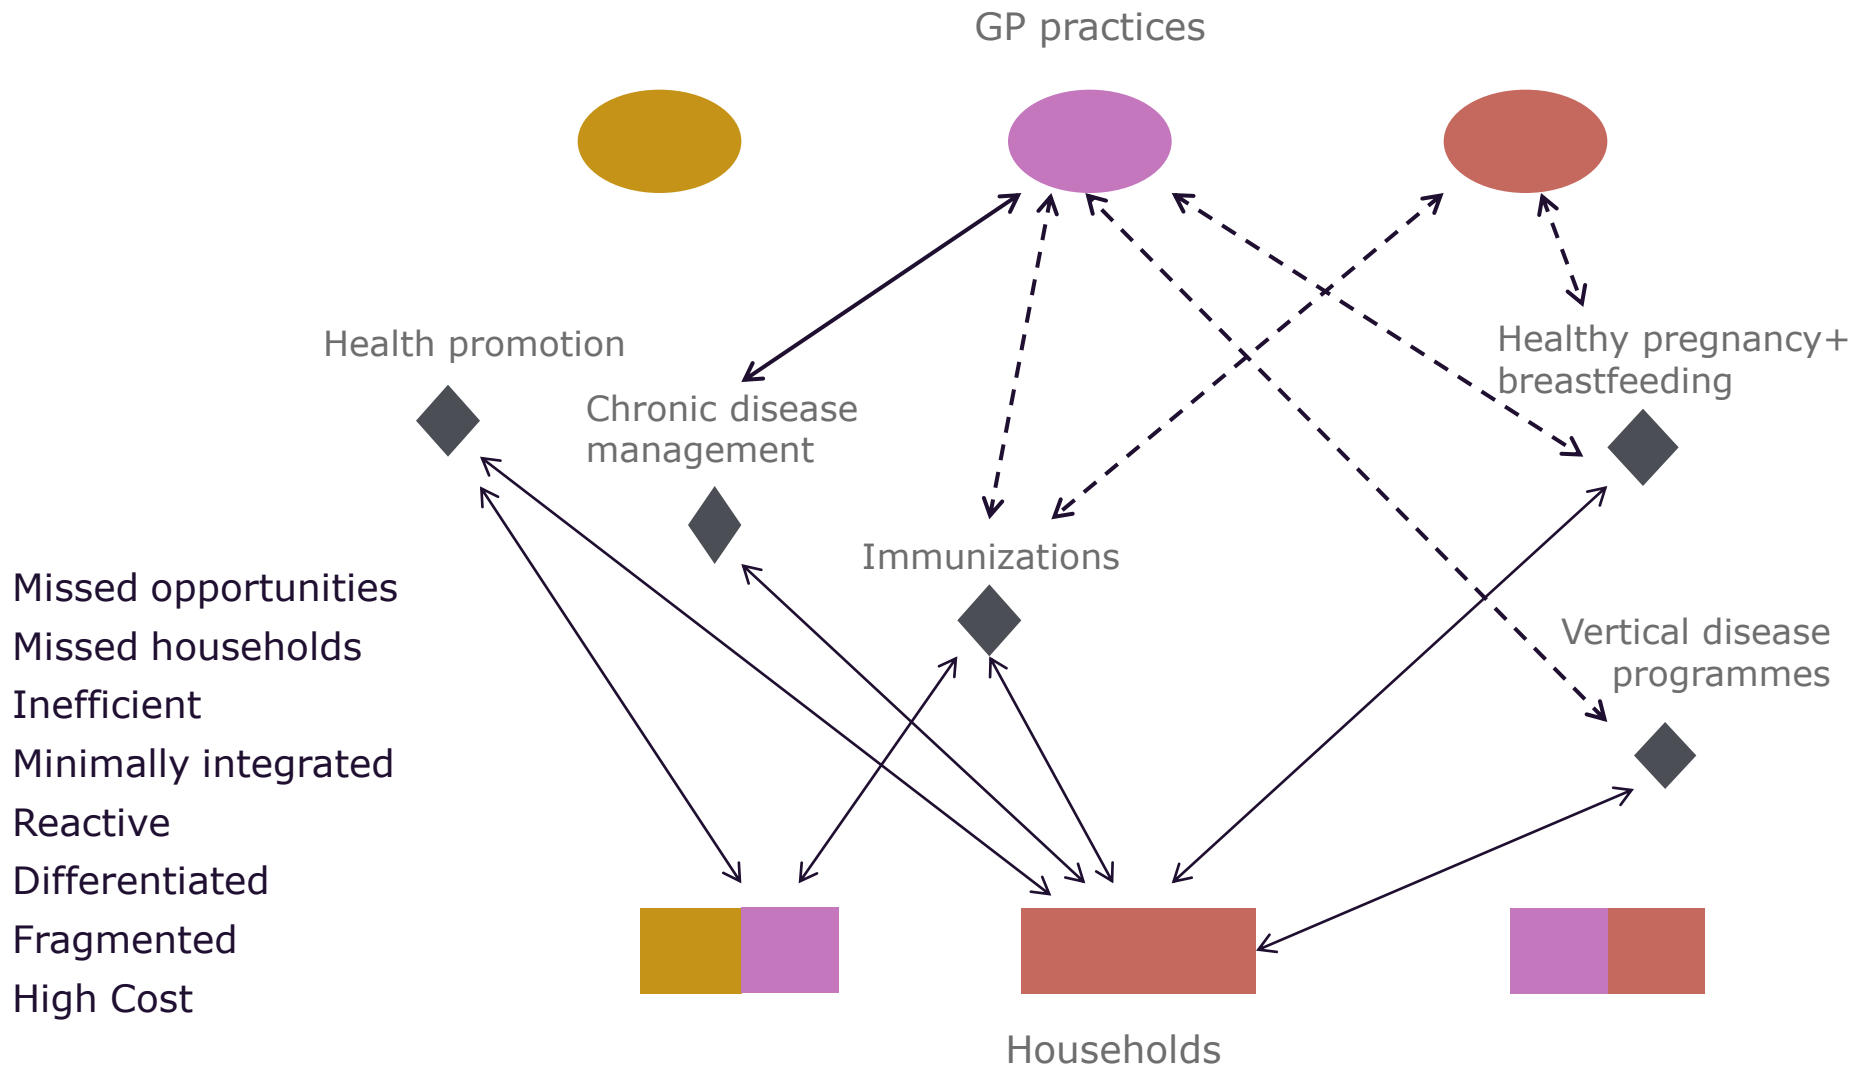 GP practices
Health promotion
Chronic disease
management
Immunizations
Healthy pregnancy+
breastfeeding
Vertical disease
programmes
Missed opportunities
Missed households
Inefficient
Minimally integrated
Reactive
Differentiated
Fragmented
High Cost
Households